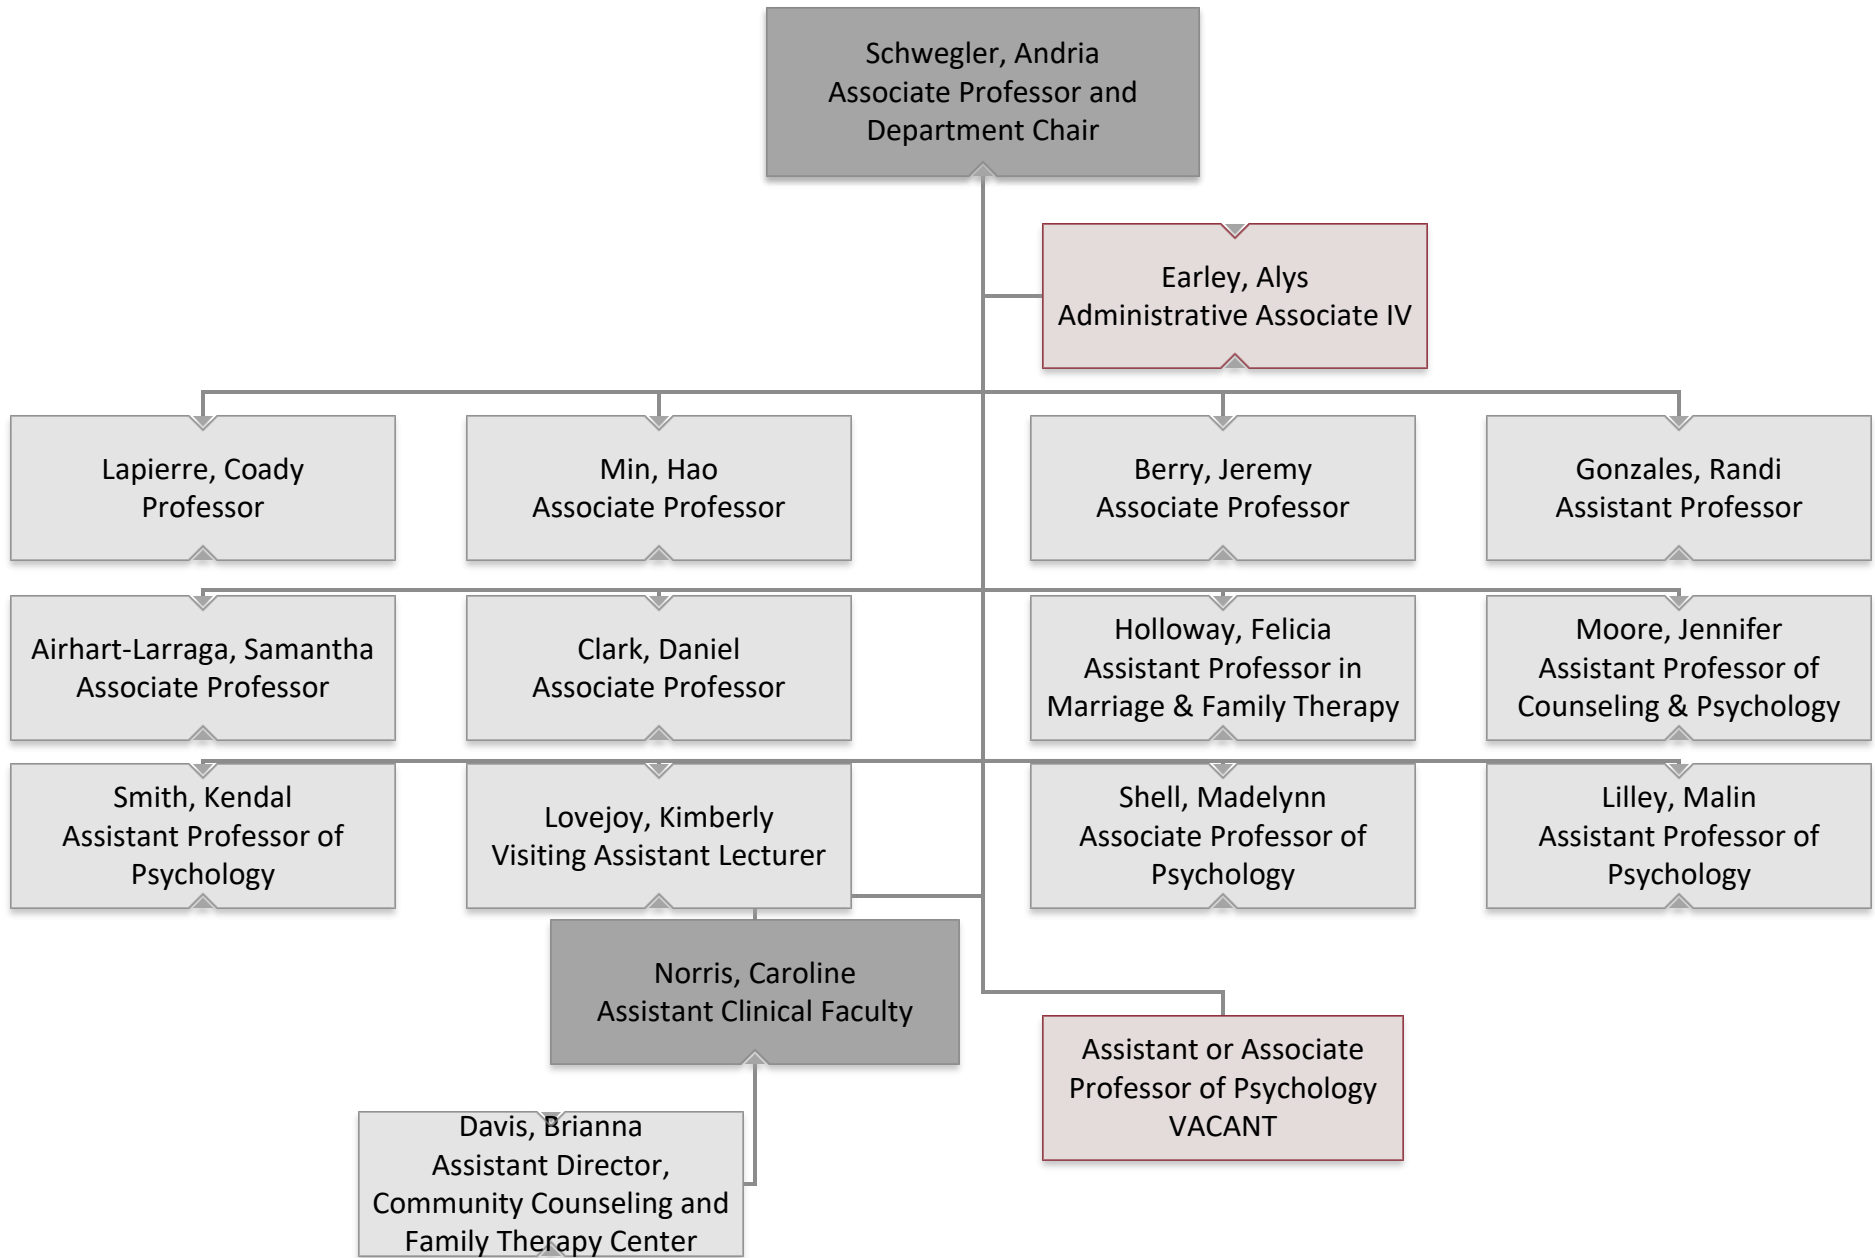 Schwegler, Andria
Associate Professor and
Department Chair
Earley, Alys
Administrative Associate IV
Lapierre, Coady
Professor
Min, Hao
Associate Professor
Berry, Jeremy
Associate Professor
Gonzales, Randi
Assistant Professor
Airhart-Larraga, Samantha
Associate Professor
Clark, Daniel
Associate Professor
Holloway, Felicia
Assistant Professor in
Marriage & Family Therapy
Moore, Jennifer
Assistant Professor of
Counseling & Psychology
Smith, Kendal
Assistant Professor of
Psychology
Lovejoy, Kimberly
Visiting Assistant Lecturer
Shell, Madelynn
Associate Professor of
Psychology
Lilley, Malin
Assistant Professor of
Psychology
Norris, Caroline
Assistant Clinical Faculty
Assistant or Associate
Professor of Psychology
VACANT
Davis, Brianna
Assistant Director,
Community Counseling and
Family Therapy Center